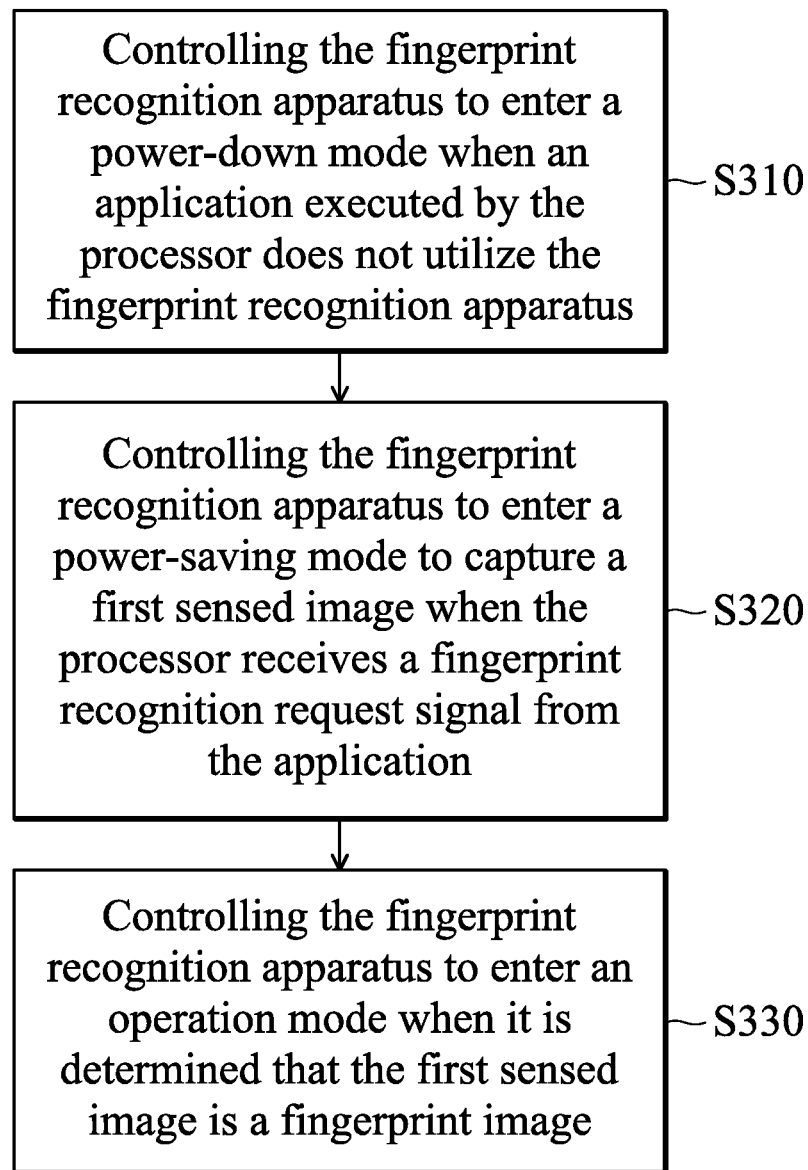 Controlling the fingerprint
recognition apparatus to enter a
power-down mode when an
application executed by the
processor does not utilize the
fingerprint recognition apparatus
S310
Controlling the fingerprint
recognition apparatus to enter a
power-saving mode to capture a
first sensed image when the
processor receives a fingerprint
recognition request signal from
the application
S320
Controlling the fingerprint
recognition apparatus to enter an
operation mode when it is
determined that the first sensed
image is a fingerprint image
S330